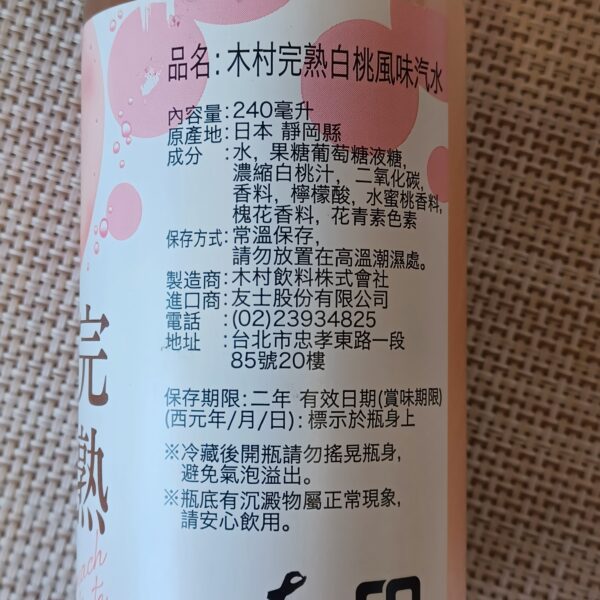 品名: 木村完熟白桃風味汽水
內容量: 240毫升
原產地: 日本 靜岡縣
成分 : 水, 果糖葡萄糖液糖,
濃縮白桃汁, 二氧化碳,
香料, 檸檬酸, 水蜜桃香料,
槐花香料, 花青素色素
保存方式: 常溫保存,
請勿放置在高溫潮濕處。
製造商: 木村飲料株式會社
進口商: 友士股份有限公司
電話 : (02)23934825
地址 : 台北市忠孝東路一段
85號20樓
保存期限: 二年 有效日期(賞味期限)
(西元年/月/日): 標示於瓶身上
※冷藏後開瓶請勿搖晃瓶身,
避免氣泡溢出。
※瓶底有沉澱物屬正常現象,
請安心飲用。
完熟